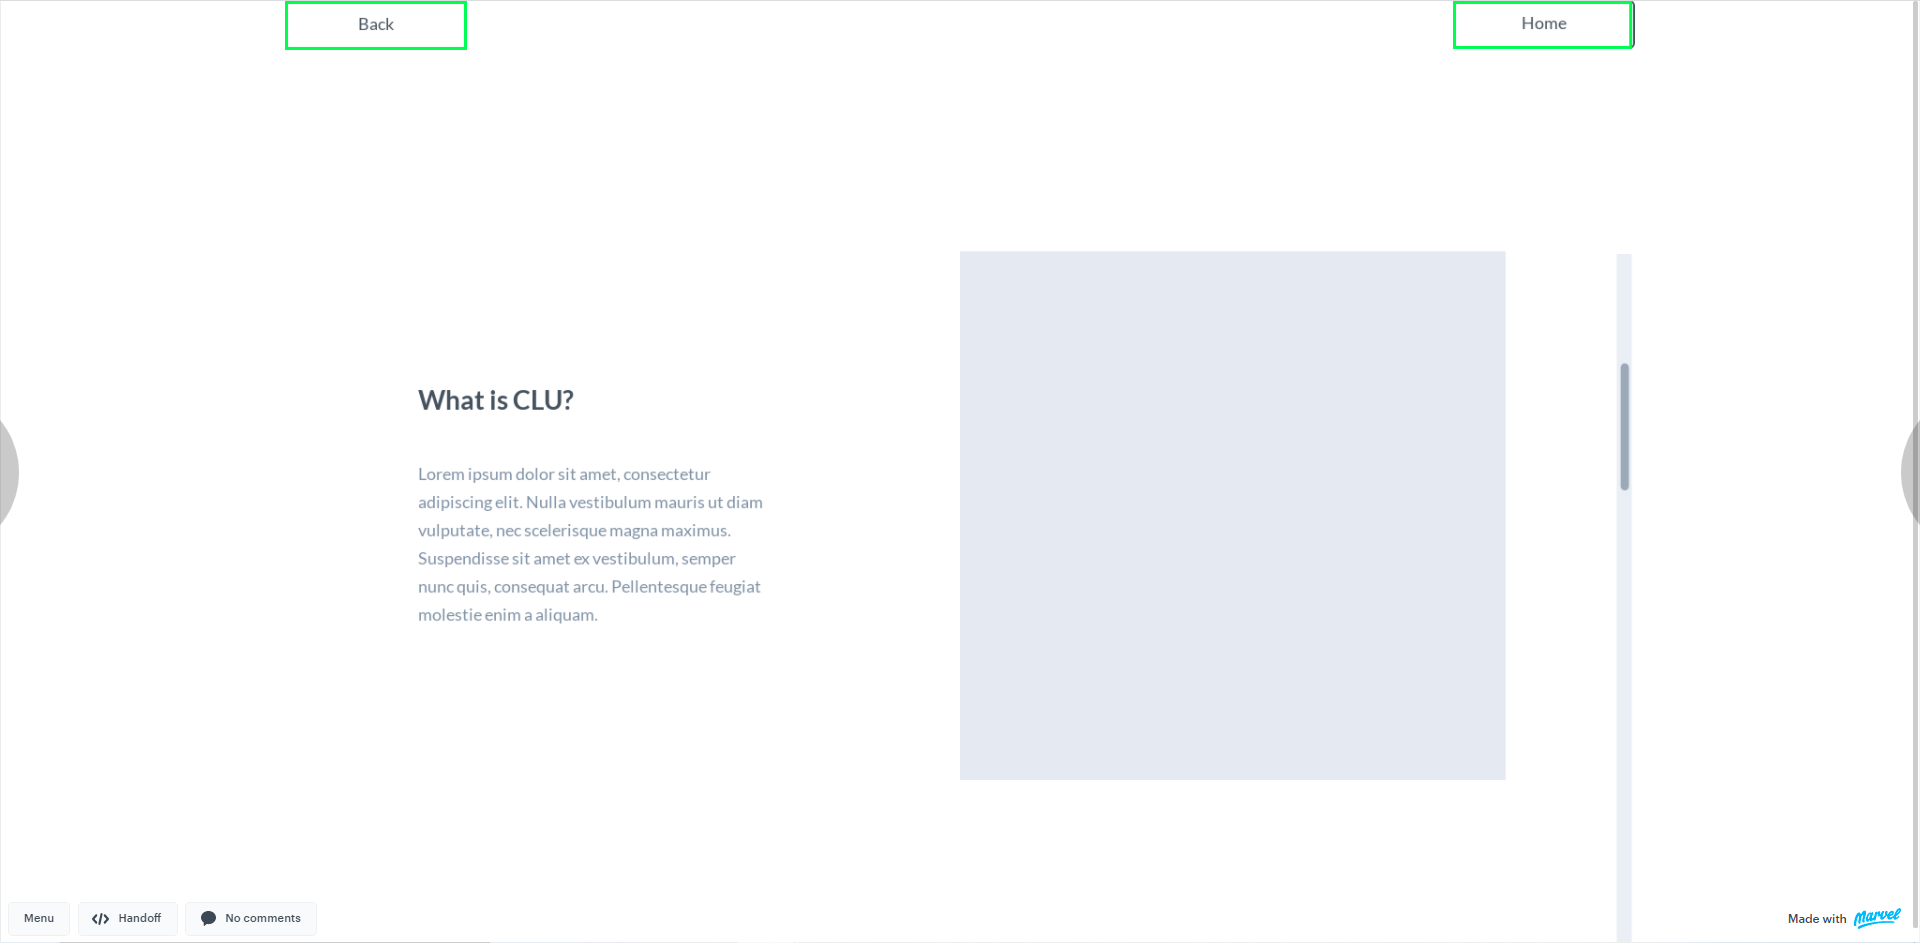 Back
Home
What is CLU?
Lorem ipsum dolor sit amet, consectetur
adipiscing elit. Nulla vestibulum mauris ut diam
vulputate, nec scelerisque magna maximus.
Suspendisse sit amet ex vestibulum, semper
nunc quis, consequat arcu. Pellentesque feugiat
molestie enim a aliquam.
Menu
</> Handoff
No comments
Made with Marvel